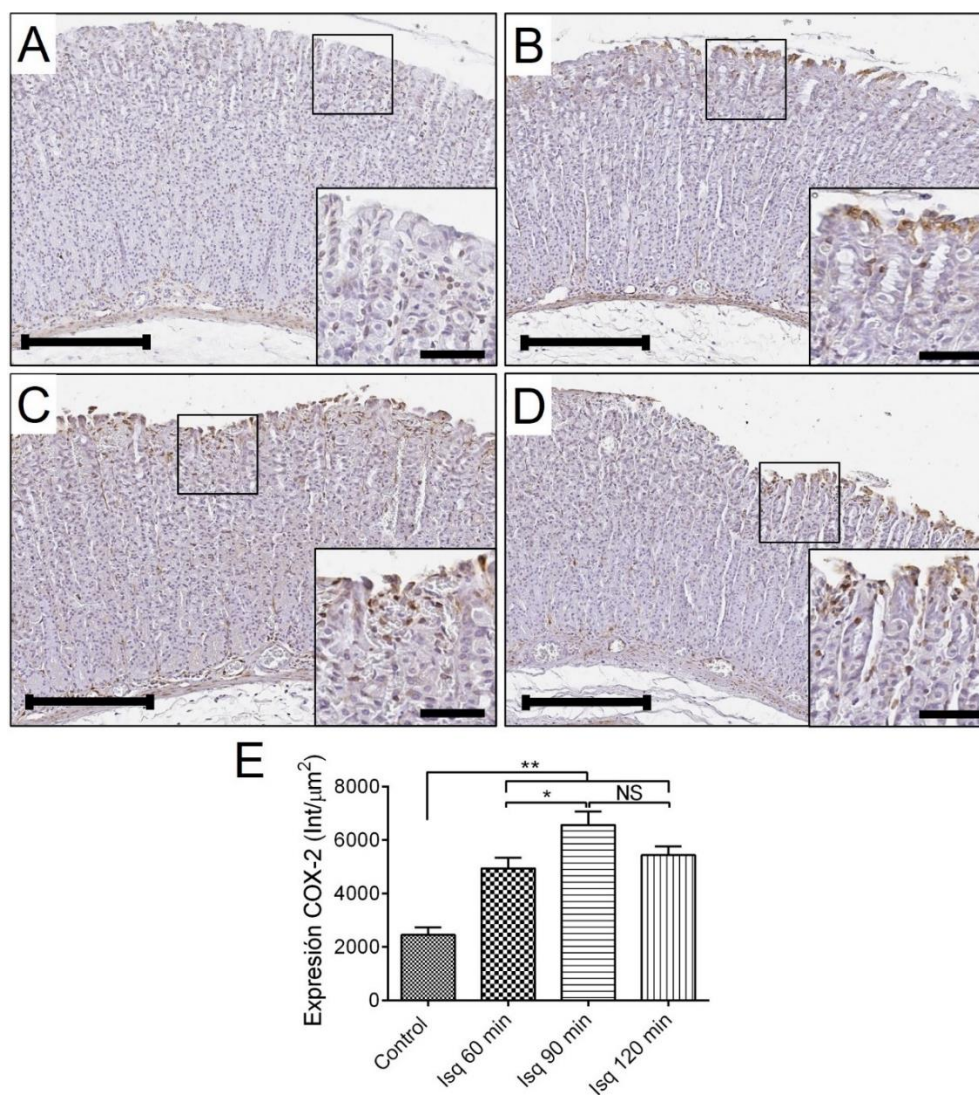 A
B
C
D
E
Expresión COX-2 (Int/μm²)
8000
6000
4000
2000
0
**
*
NS
Control
Isq 60 min
Isq 90 min
Isq 120 min